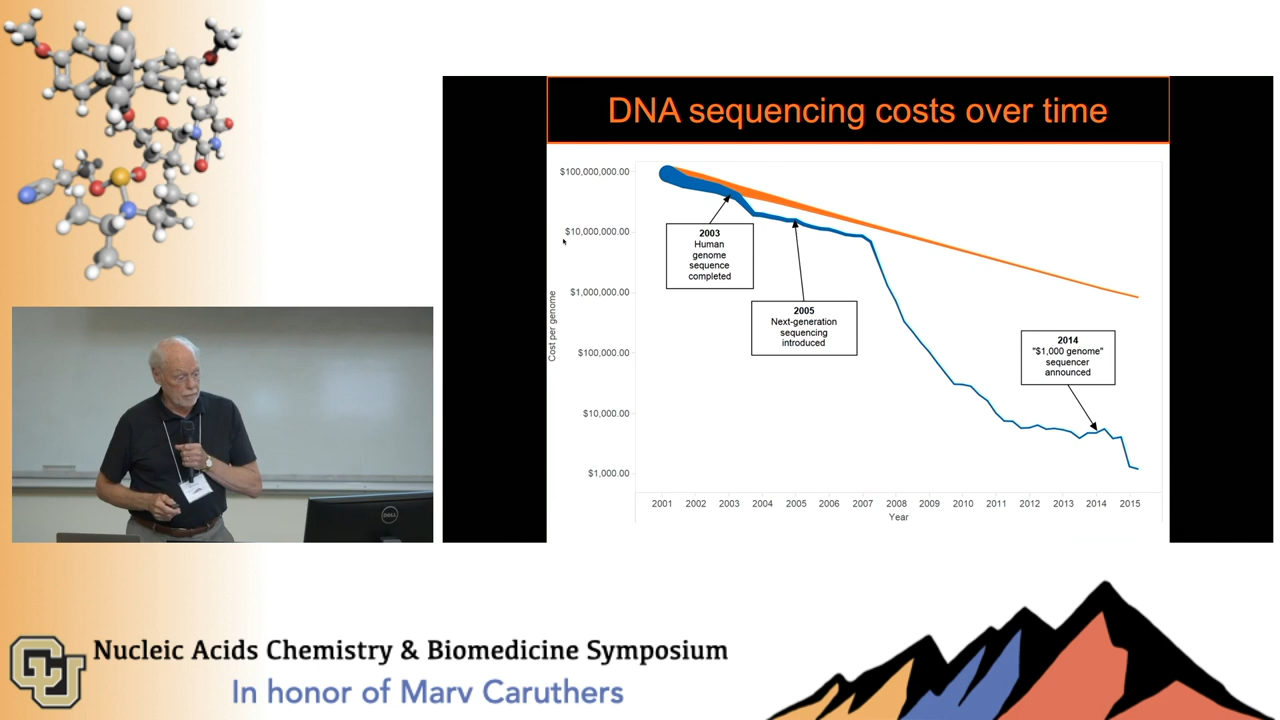 DNA sequencing costs over time
$100,000,000.00
$10,000,000.00
$1,000,000.00
$100,000.00
$10,000.00
$1,000.00
Cost per genome
2003
Human
genome
sequence
completed
2005
Next-generation
sequencing
introduced
2014
"$1,000 genome"
sequencer
announced
2001 2002 2003 2004 2005 2006 2007 2008 2009 2010 2011 2012 2013 2014 2015
Year
DELL
CU
Nucleic Acids Chemistry & Biomedicine Symposium
In honor of Marv Caruthers